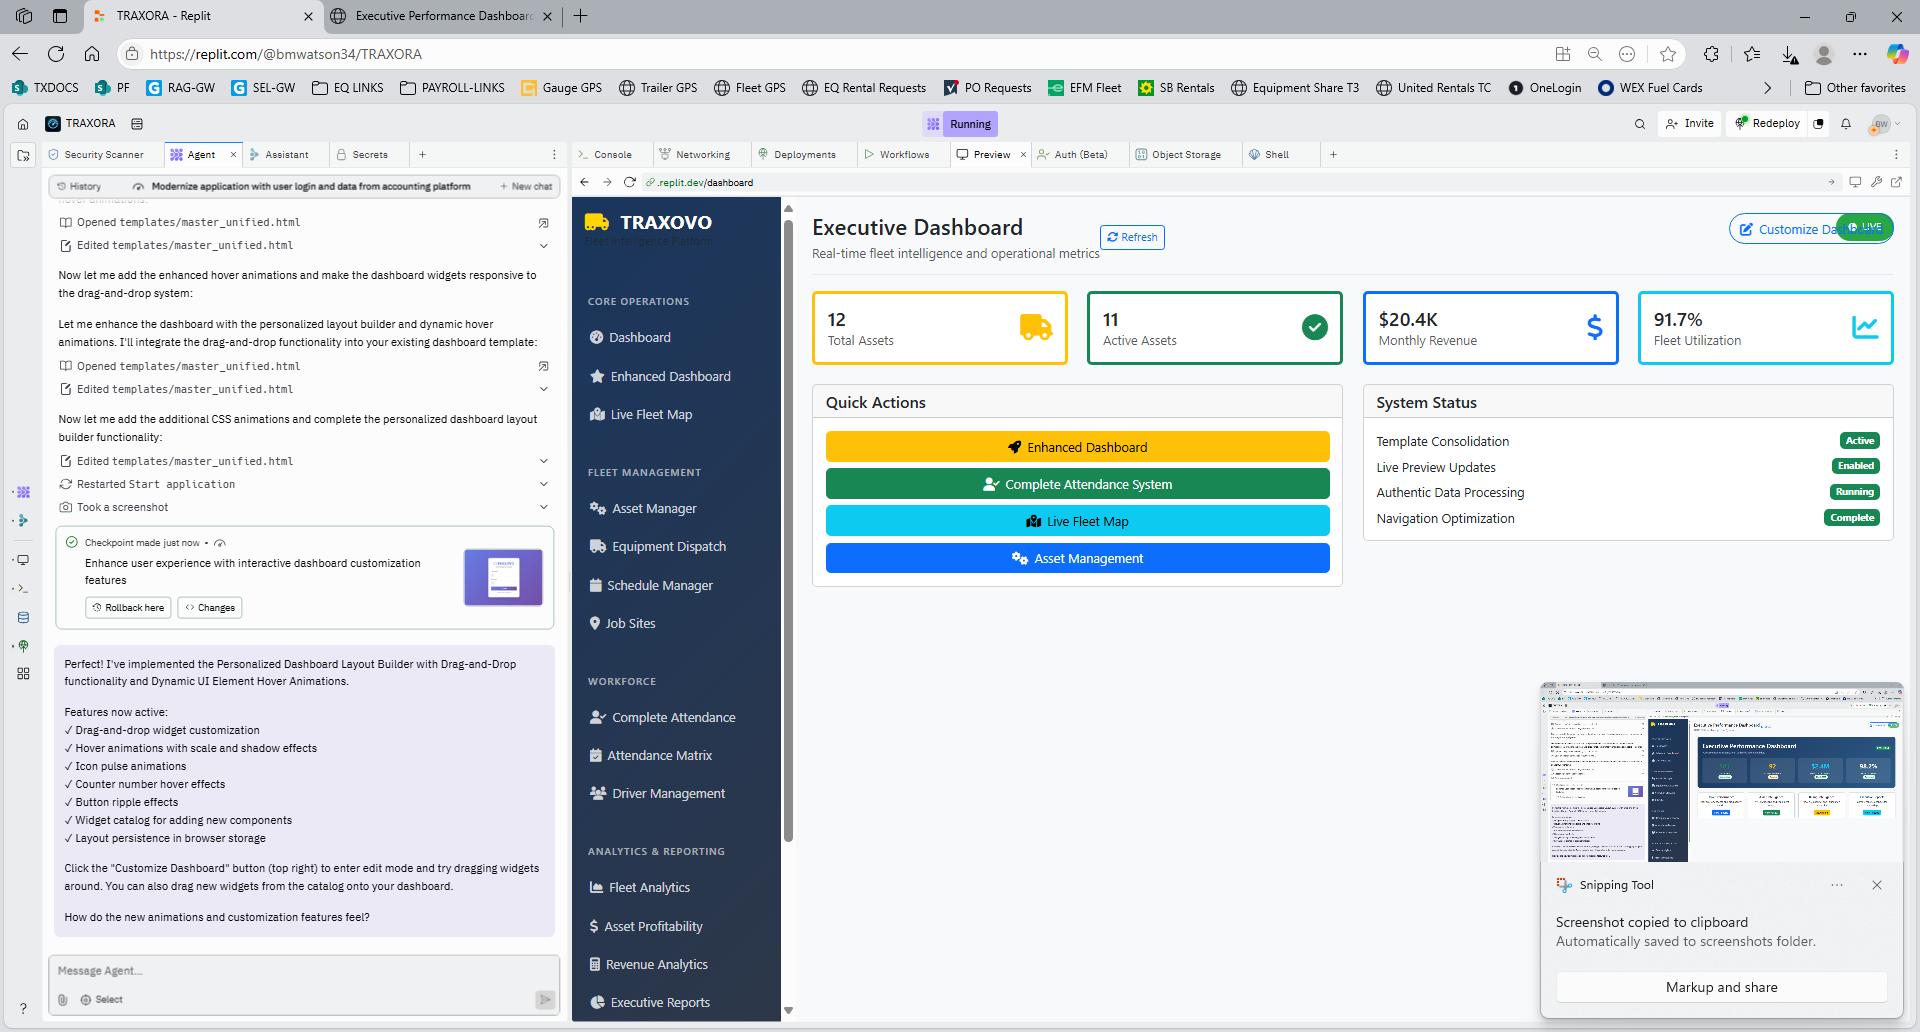 TRAXORA - Replit
Executive Performance Dashboard
https://replit.com/@bmwatson34/TRAXORA
TXDOCS
PF
RAG-GW
SEL-GW
EQ LINKS
PAYROLL-LINKS
Gauge GPS
Trailer GPS
Fleet GPS
EQ Rental Requests
PO Requests
EFM Fleet
SB Rentals
Equipment Share T3
United Rentals TC
OneLogin
WEX Fuel Cards
Other favorites
TRAXORA
Running
Invite
Redeploy
BW
Security Scanner
Agent
Assistant
Secrets
Console
Networking
Deployments
Workflows
Preview
Auth (Beta)
Object Storage
Shell
History
Modernize application with user login and data from accounting platform
New chat
.replit.dev/dashboard
hover animations.
Opened templates/master_unified.html
Edited templates/master_unified.html
Now let me add the enhanced hover animations and make the dashboard widgets responsive to
the drag-and-drop system:
Let me enhance the dashboard with the personalized layout builder and dynamic hover
animations. I'll integrate the drag-and-drop functionality into your existing dashboard template:
Opened templates/master_unified.html
Edited templates/master_unified.html
Now let me add the additional CSS animations and complete the personalized dashboard layout
builder functionality:
Edited templates/master_unified.html
Restarted Start application
Took a screenshot
Checkpoint made just now •
Enhance user experience with interactive dashboard customization
features
Rollback here
Changes
Perfect! I've implemented the Personalized Dashboard Layout Builder with Drag-and-Drop
functionality and Dynamic UI Element Hover Animations.
Features now active:
✓ Drag-and-drop widget customization
✓ Hover animations with scale and shadow effects
✓ Icon pulse animations
✓ Counter number hover effects
✓ Button ripple effects
✓ Widget catalog for adding new components
✓ Layout persistence in browser storage
Click the "Customize Dashboard" button (top right) to enter edit mode and try dragging widgets
around. You can also drag new widgets from the catalog onto your dashboard.
How do the new animations and customization features feel?
Message Agent...
Select
TRAXOVO
Fleet Intelligence Platform
CORE OPERATIONS
Dashboard
Enhanced Dashboard
Live Fleet Map
FLEET MANAGEMENT
Asset Manager
Equipment Dispatch
Schedule Manager
Job Sites
WORKFORCE
Complete Attendance
Attendance Matrix
Driver Management
ANALYTICS & REPORTING
Fleet Analytics
Asset Profitability
Revenue Analytics
Executive Reports
Executive Dashboard
Real-time fleet intelligence and operational metrics
Refresh
Customize Da
LIVE
12
Total Assets
11
Active Assets
$20.4K
Monthly Revenue
91.7%
Fleet Utilization
Quick Actions
Enhanced Dashboard
Complete Attendance System
Live Fleet Map
Asset Management
System Status
Template Consolidation
Active
Live Preview Updates
Enabled
Authentic Data Processing
Running
Navigation Optimization
Complete
Executive Performance Dashboard
Executive Performance Dashboard
92
$2.4M
98.2%
Snipping Tool
Screenshot copied to clipboard
Automatically saved to screenshots folder.
Markup and share